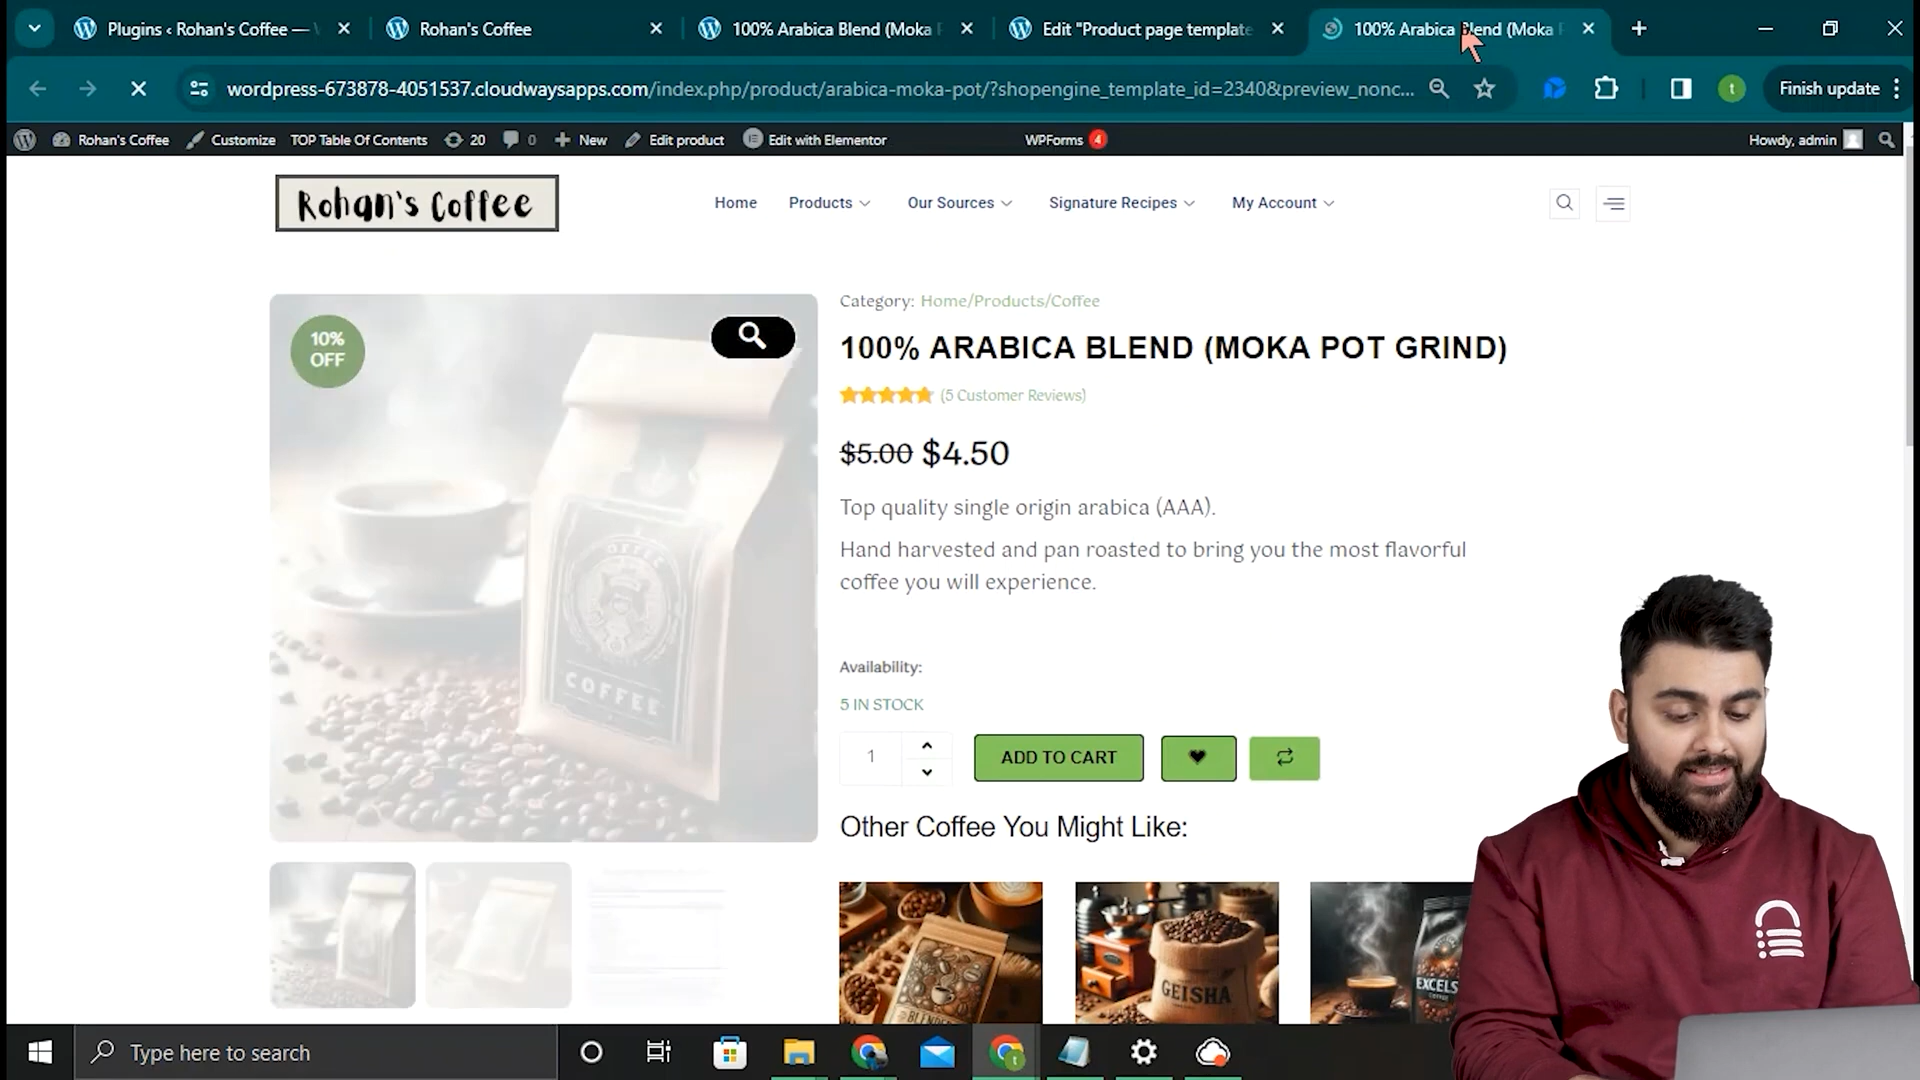 Plugins ‹ Rohan's Coffee —
Rohan's Coffee
100% Arabica Blend (Moka
Edit "Product page template
100% Arabica Blend (Moka
wordpress-673878-4051537.cloudwaysapps.com/index.php/product/arabica-moka-pot/?shopengine_template_id=2340&preview_nonc...
t
Finish update
Rohan's Coffee
Customize
TOP Table Of Contents
20
0
New
Edit product
Edit with Elementor
WPForms 4
Howdy, admin
Rohan's Coffee
Home
Products
Our Sources
Signature Recipes
My Account
10%
OFF
COFFEE
Category: Home/Products/Coffee
100% ARABICA BLEND (MOKA POT GRIND)
(5 Customer Reviews)
$5.00 $4.50
Top quality single origin arabica (AAA).
Hand harvested and pan roasted to bring you the most flavorful
coffee you will experience.
Availability:
5 IN STOCK
1
ADD TO CART
Other Coffee You Might Like:
GEISHA
EXCELS
Type here to search